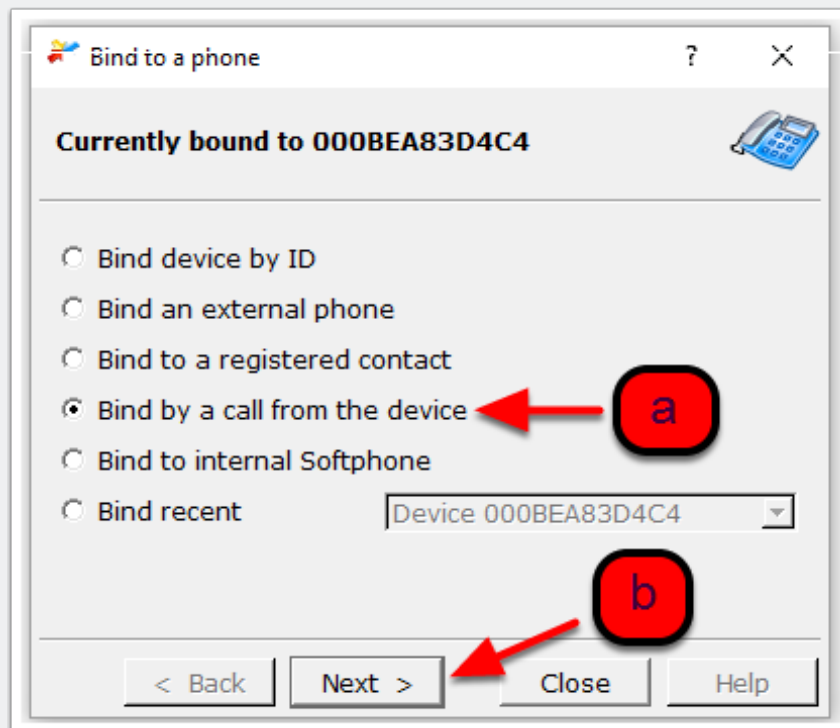 Bind to a phone ?
Currently bound to 000BEA83D4C4
Bind device by ID
Bind an external phone
Bind to a registered contact
Bind by a call from the device a
Bind to internal Softphone
Bind recent Device 000BEA83D4C4
b
< Back Next > Close Help